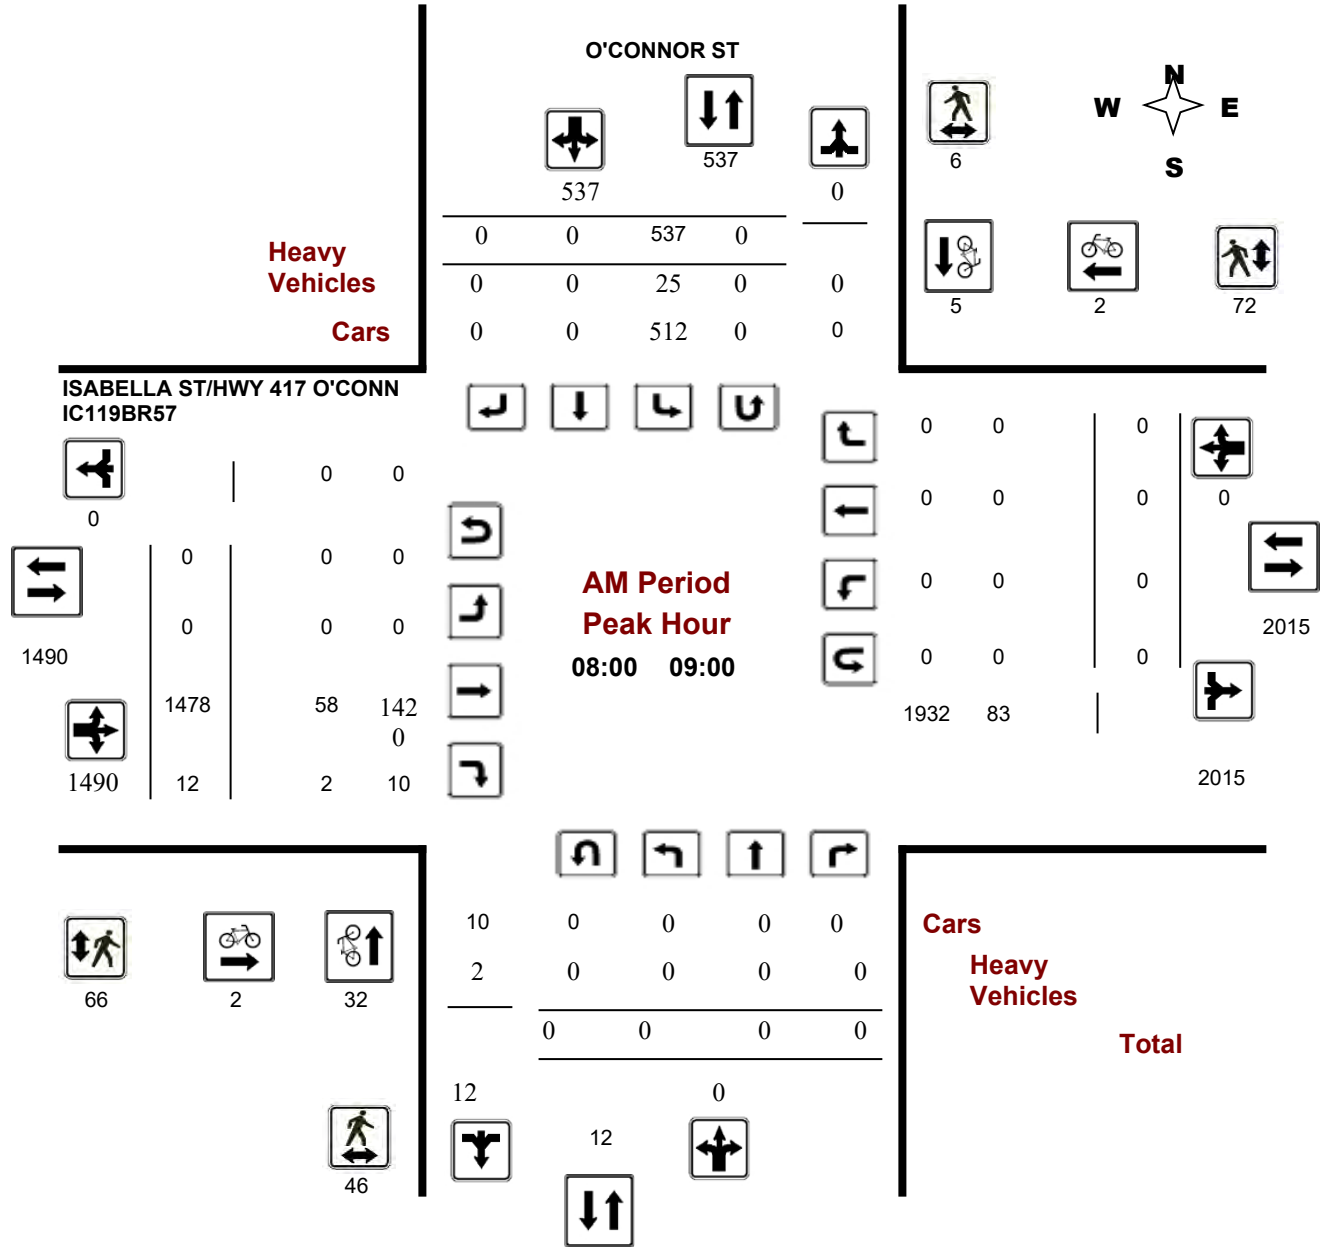 O'CONNOR ST
N
W E
S
537
6
537 0
0 0 537 0
Heavy
Vehicles
0 0 25 0 0
5 2 72
Cars
0 0 512 0 0
ISABELLA ST/HWY 417 O'CONN
IC119BR57
0 0 0
0 0
0 0 0 0
0
0 0 0
AM Period
0 0 0
Peak Hour
0 0 0
2015
1490
08:00 09:00
0 0 0
1478 58 142
0
1932 83
1490 12 2 10
2015
10 0 0 0 0
Cars
2 0 0 0 0
Heavy
Vehicles
66 2 32
0 0 0 0
Total
12 0
12
46